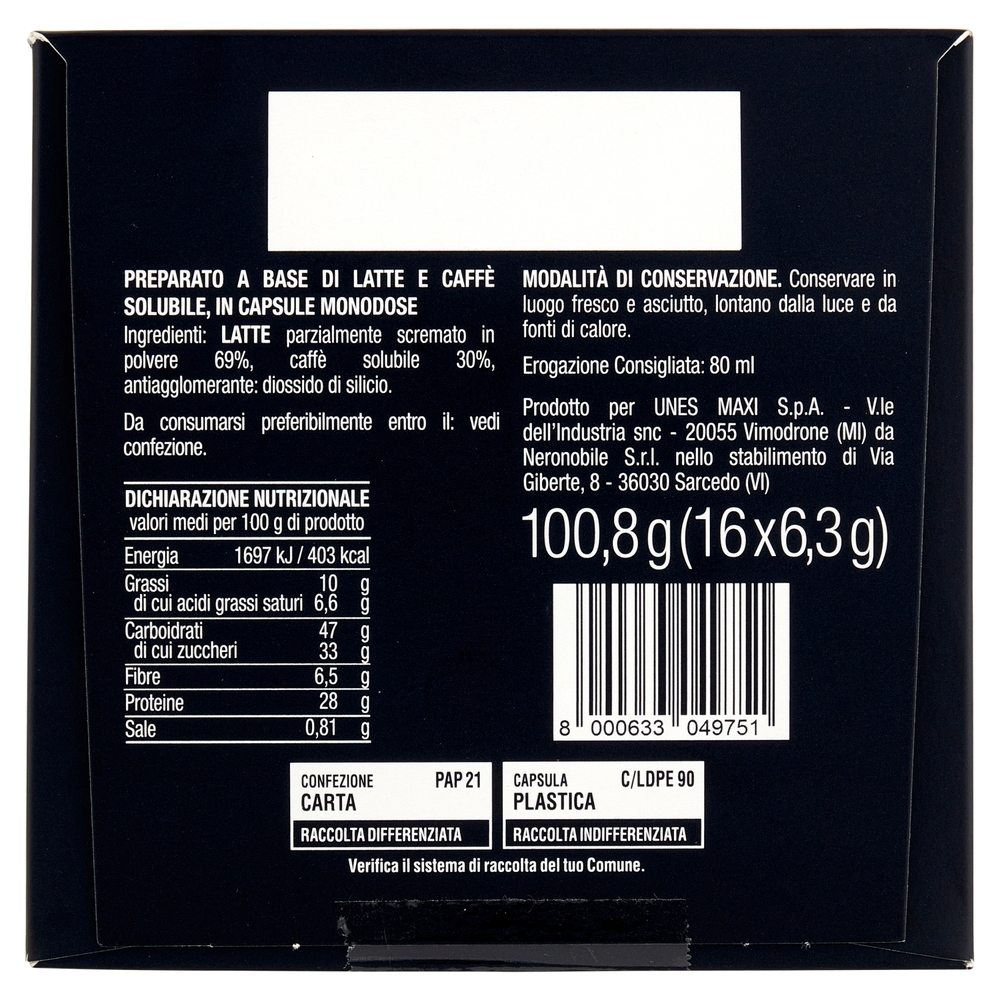 PREPARATO A BASE DI LATTE E CAFFÈ
SOLUBILE, IN CAPSULE MONODOSE
Ingredienti: LATTE parzialmente scremato in
polvere 69%, caffè solubile 30%,
antiagglomerante: diossido di silicio.
Da consumarsi preferibilmente entro il: vedi
confezione.
DICHIARAZIONE NUTRIZIONALE
valori medi per 100 g di prodotto
Energia 1697 kJ / 403 kcal
Grassi 10 g
di cui acidi grassi saturi 6,6 g
Carboidrati 47 g
di cui zuccheri 33 g
Fibre 6,5 g
Proteine 28 g
Sale 0,81 g
MODALITÀ DI CONSERVAZIONE. Conservare in
luogo fresco e asciutto, lontano dalla luce e da
fonti di calore.
Erogazione Consigliata: 80 ml
Prodotto per UNES MAXI S.p.A. - V.le
dell'Industria snc - 20055 Vimodrone (MI) da
Neronobile S.r.l. nello stabilimento di Via
Giberte, 8 - 36030 Sarcedo (VI)
100,8 g (16 x 6,3 g)
8 000633 049751
CONFEZIONE PAP 21
CARTA
RACCOLTA DIFFERENZIATA
CAPSULA C/LDPE 90
PLASTICA
RACCOLTA INDIFFERENZIATA
Verifica il sistema di raccolta del tuo Comune.